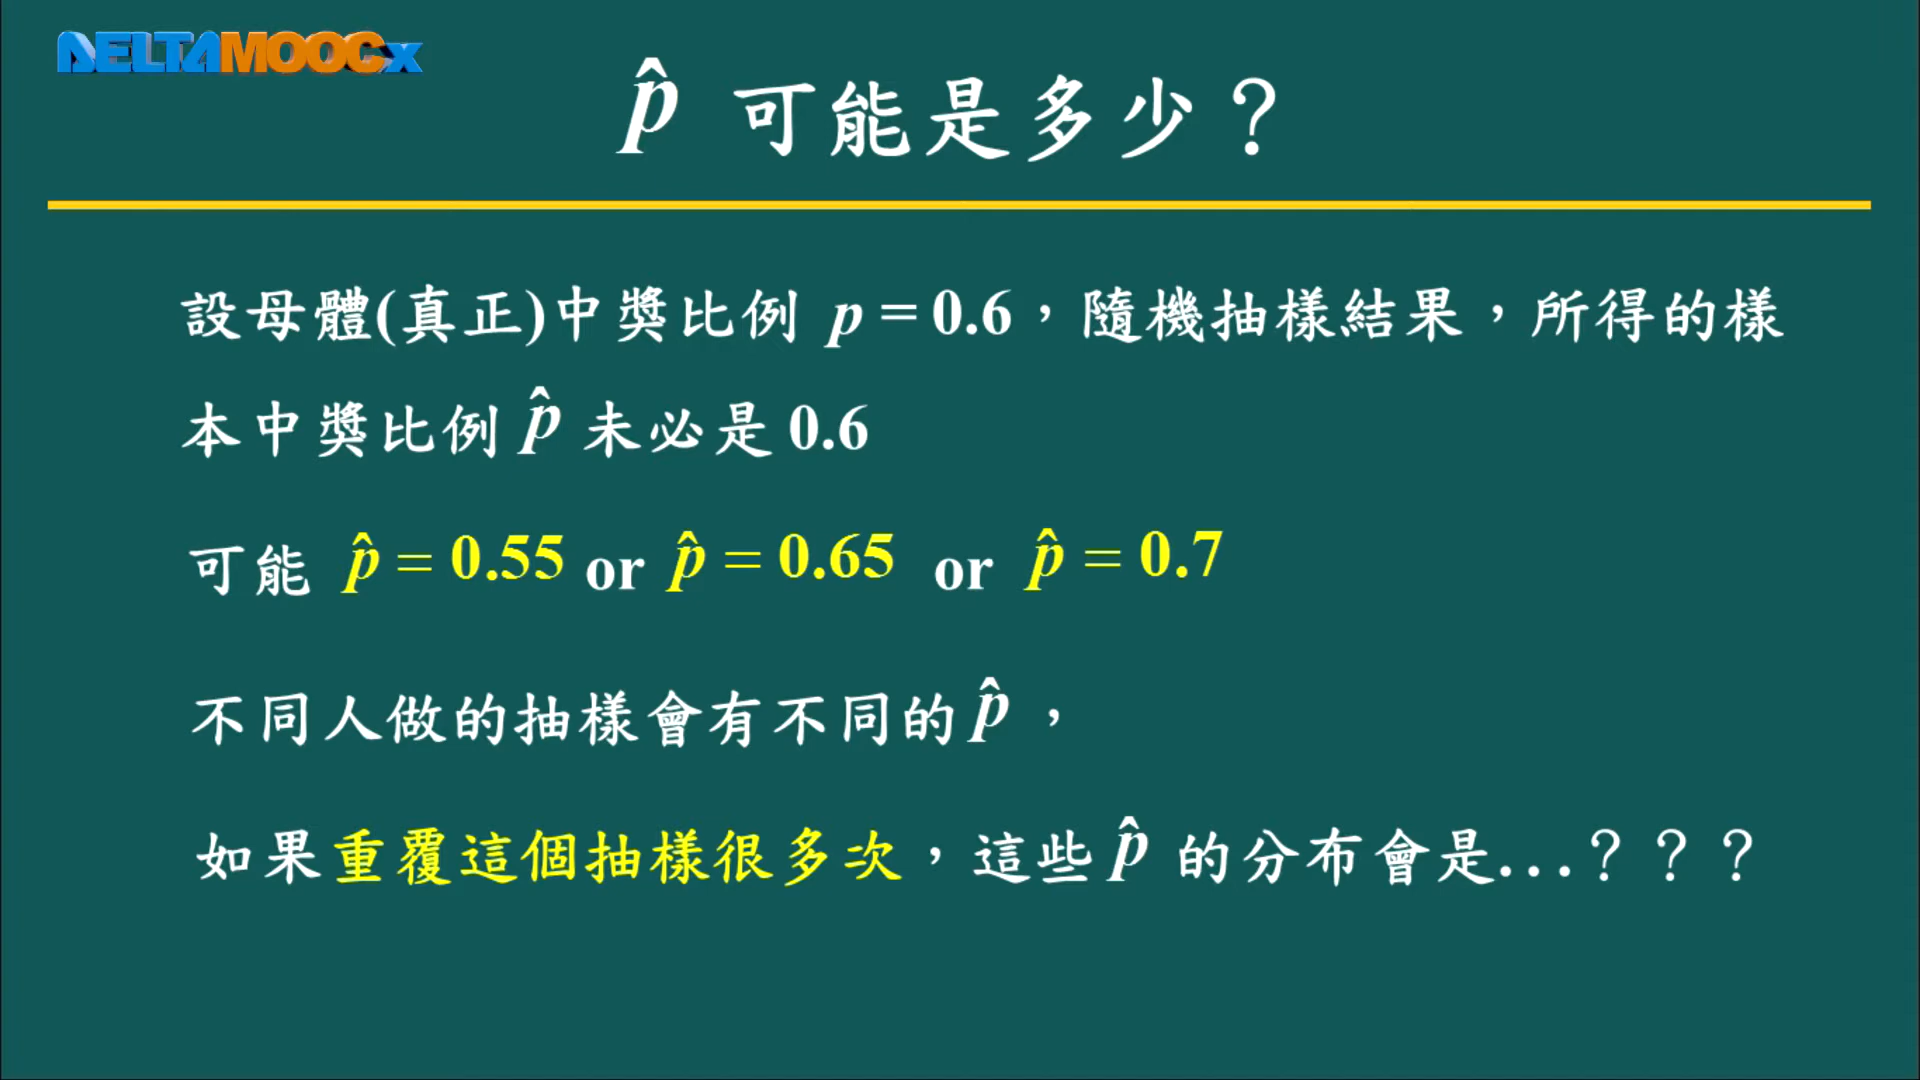 DELTAMOOCx
p̂ 可能是多少？
設母體(真正)中獎比例 p = 0.6，隨機抽樣結果，所得的樣
本中獎比例 p̂ 未必是 0.6
可能 p̂ = 0.55 or p̂ = 0.65 or p̂ = 0.7
不同人做的抽樣會有不同的 p̂，
如果重覆這個抽樣很多次，這些 p̂ 的分布會是...？？？